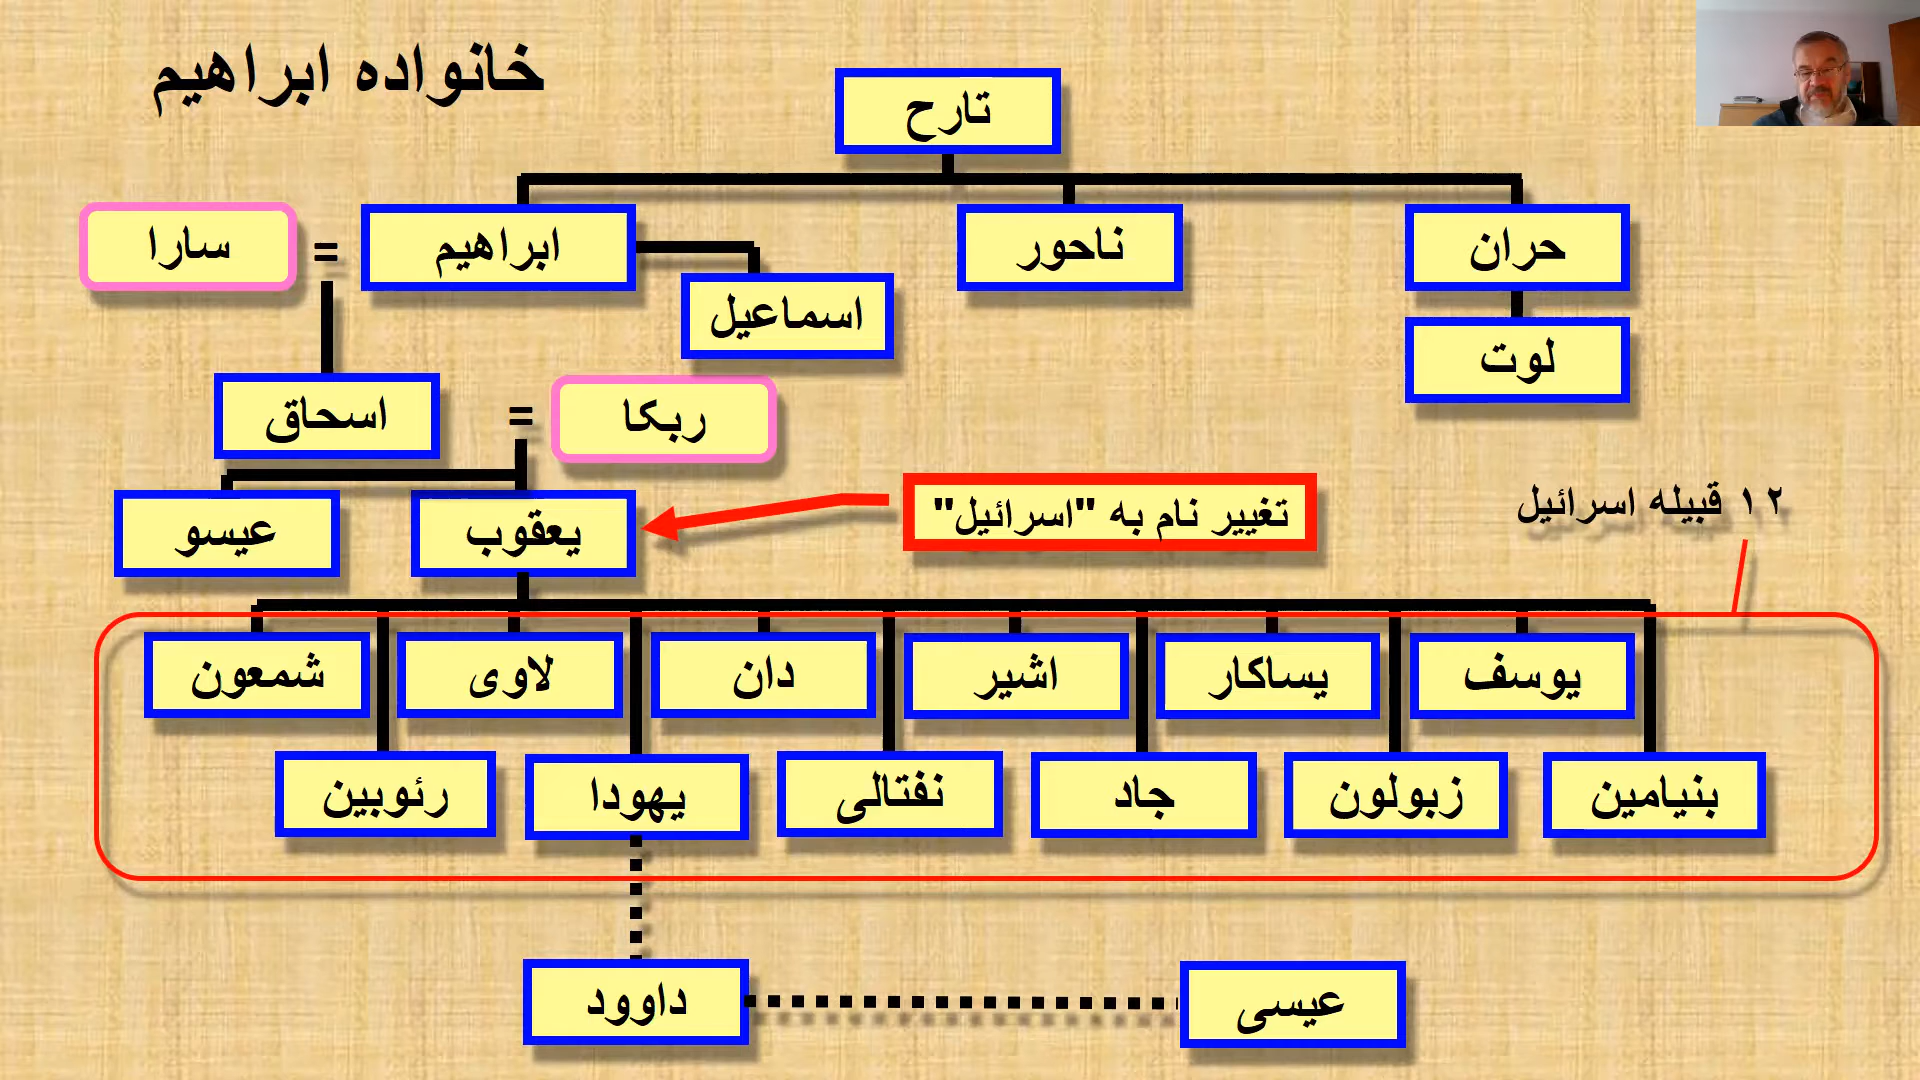 خانواده ابراهیم
تارح
حران
ناحور
ابراهیم
=
سارا
اسماعیل
لوت
ربکا
=
اسحاق
۱۲ قبیله اسرائیل
تغییر نام به "اسرائیل"
یعقوب
عیسو
یوسف
یساکار
اشیر
دان
لاوی
شمعون
بنیامین
زبولون
جاد
نفتالی
یهودا
رئوبین
عیسی
داوود